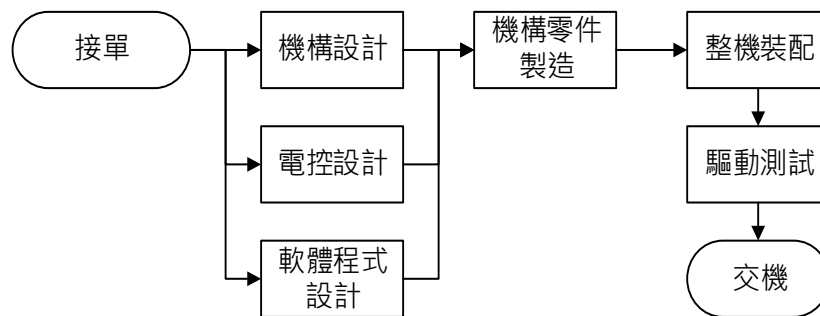 接單
機構設計
電控設計
軟體程式
設計
機構零件
製造
整機裝配
驅動測試
交機